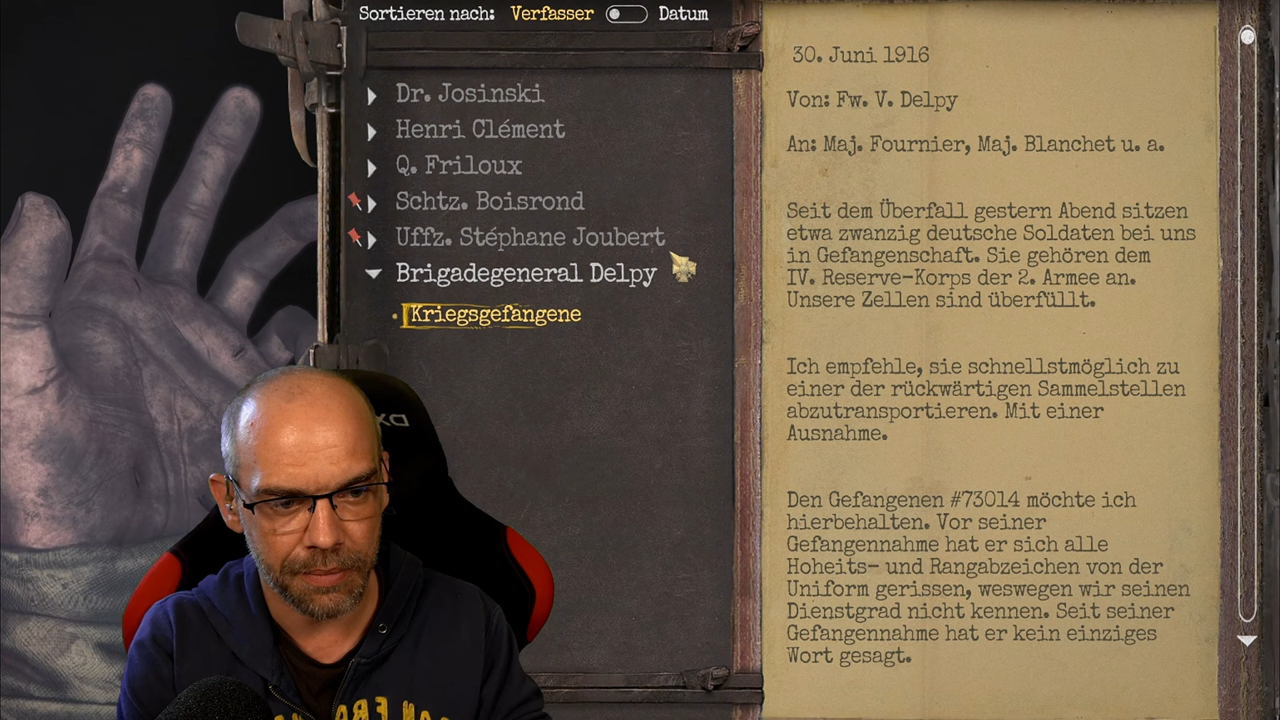 Sortieren nach: Verfasser Datum
Dr. Josinski
Henri Clément
Q. Friloux
Schtz. Boisrond
Uffz. Stéphane Joubert
Brigadegeneral Delpy
Kriegsgefangene
30. Juni 1916
Von: Fw. V. Delpy
An: Maj. Fournier, Maj. Blanchet u. a.
Seit dem Überfall gestern Abend sitzen
etwa zwanzig deutsche Soldaten bei uns
in Gefangenschaft. Sie gehören dem
IV. Reserve-Korps der 2. Armee an.
Unsere Zellen sind überfüllt.
Ich empfehle, sie schnellstmöglich zu
einer der rückwärtigen Sammelstellen
abzutransportieren. Mit einer
Ausnahme.
Den Gefangenen #73014 möchte ich
hierbehalten. Vor seiner
Gefangennahme hat er sich alle
Hoheits- und Rangabzeichen von der
Uniform gerissen, weswegen wir seinen
Dienstgrad nicht kennen. Seit seiner
Gefangennahme hat er kein einziges
Wort gesagt.